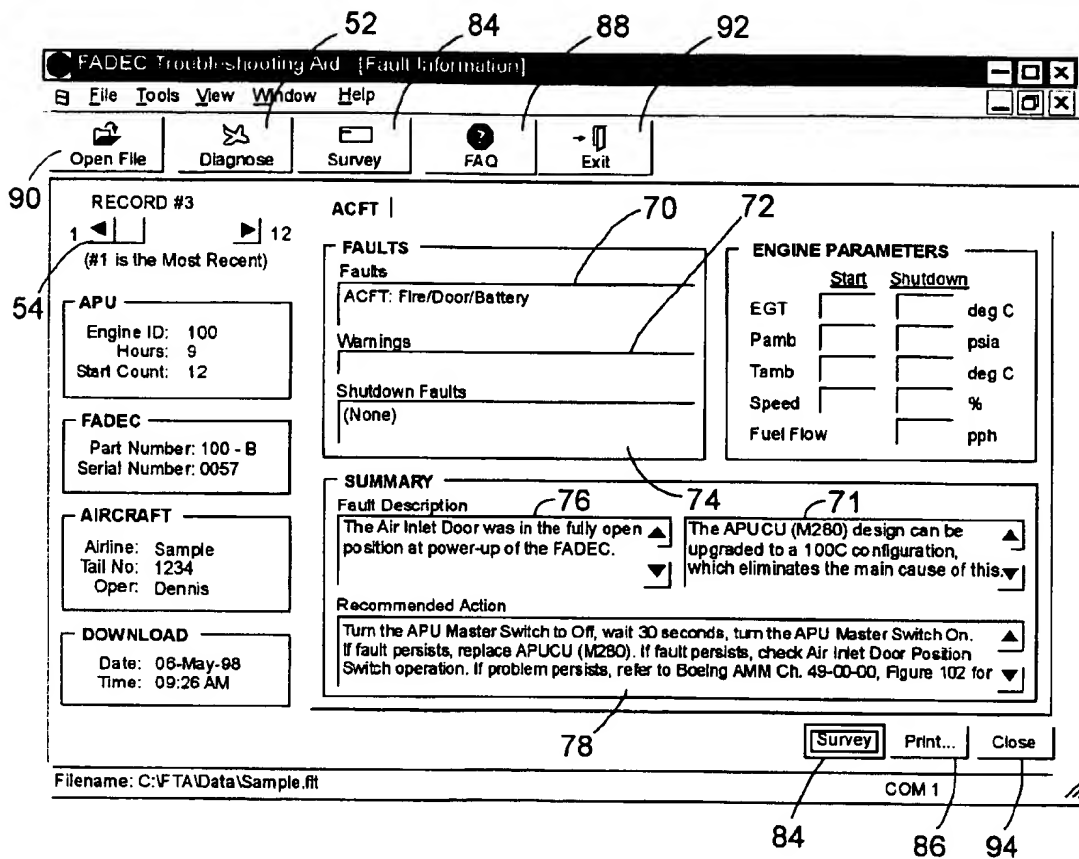 52 84 88 92
FADEC Troubleshooting Aid [Fault Information]
File Tools View Window Help
Open File Diagnose Survey FAQ Exit
90
RECORD #3
1 12
(#1 is the Most Recent)
54
APU
Engine ID: 100
Hours: 9
Start Count: 12
FADEC
Part Number: 100 - B
Serial Number: 0057
AIRCRAFT
Airline: Sample
Tail No: 1234
Oper: Dennis
DOWNLOAD
Date: 06-May-98
Time: 09:26 AM
ACFT
70 72
FAULTS
Faults
ACFT: Fire/Door/Battery
Warnings
Shutdown Faults
(None)
ENGINE PARAMETERS
Start Shutdown
EGT deg C
Pamb psia
Tamb deg C
Speed %
Fuel Flow pph
74 71
SUMMARY
Fault Description
76
The Air Inlet Door was in the fully open
position at power-up of the FADEC.
The APUCU (M280) design can be
upgraded to a 100C configuration,
which eliminates the main cause of this.
Recommended Action
Turn the APU Master Switch to Off, wait 30 seconds, turn the APU Master Switch On.
If fault persists, replace APUCU (M280). If fault persists, check Air Inlet Door Position
Switch operation. If problem persists, refer to Boeing AMM Ch. 49-00-00, Figure 102 for
78
Survey Print... Close
Filename: C:\FTA\Data\Sample.flt
COM 1
84 86 94